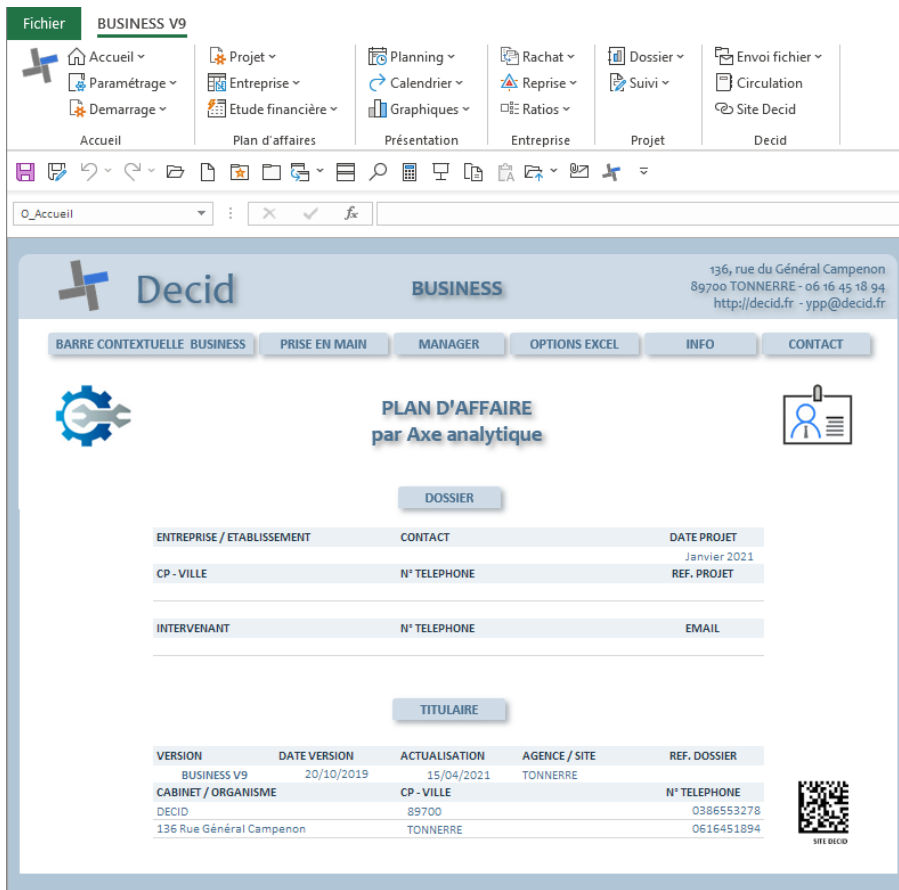 Fichier BUSINESS V9
Accueil Projet Planning Rachat Dossier Envoi fichier
Paramétrage Entreprise Calendrier Reprise Suivi Circulation
Demarrage Etude financière Graphiques Ratios Site Decid
Accueil Plan d'affaires Présentation Entreprise Projet Decid
O_Accueil fx
136, rue du Général Campenon
Decid BUSINESS 89700 TONNERRE - 06 16 45 18 94
http://decid.fr - ypp@decid.fr
BARRE CONTEXTUELLE BUSINESS PRISE EN MAIN MANAGER OPTIONS EXCEL INFO CONTACT
PLAN D'AFFAIRE
par Axe analytique
DOSSIER
ENTREPRISE / ETABLISSEMENT CONTACT DATE PROJET
Janvier 2021
CP - VILLE N° TELEPHONE REF. PROJET
INTERVENANT N° TELEPHONE EMAIL
TITULAIRE
VERSION DATE VERSION ACTUALISATION AGENCE / SITE REF. DOSSIER
BUSINESS V9 20/10/2019 15/04/2021 TONNERRE
CABINET / ORGANISME CP - VILLE N° TELEPHONE
DECID 89700 0386553278
136 Rue Général Campenon TONNERRE 0616451894
SITE DECID